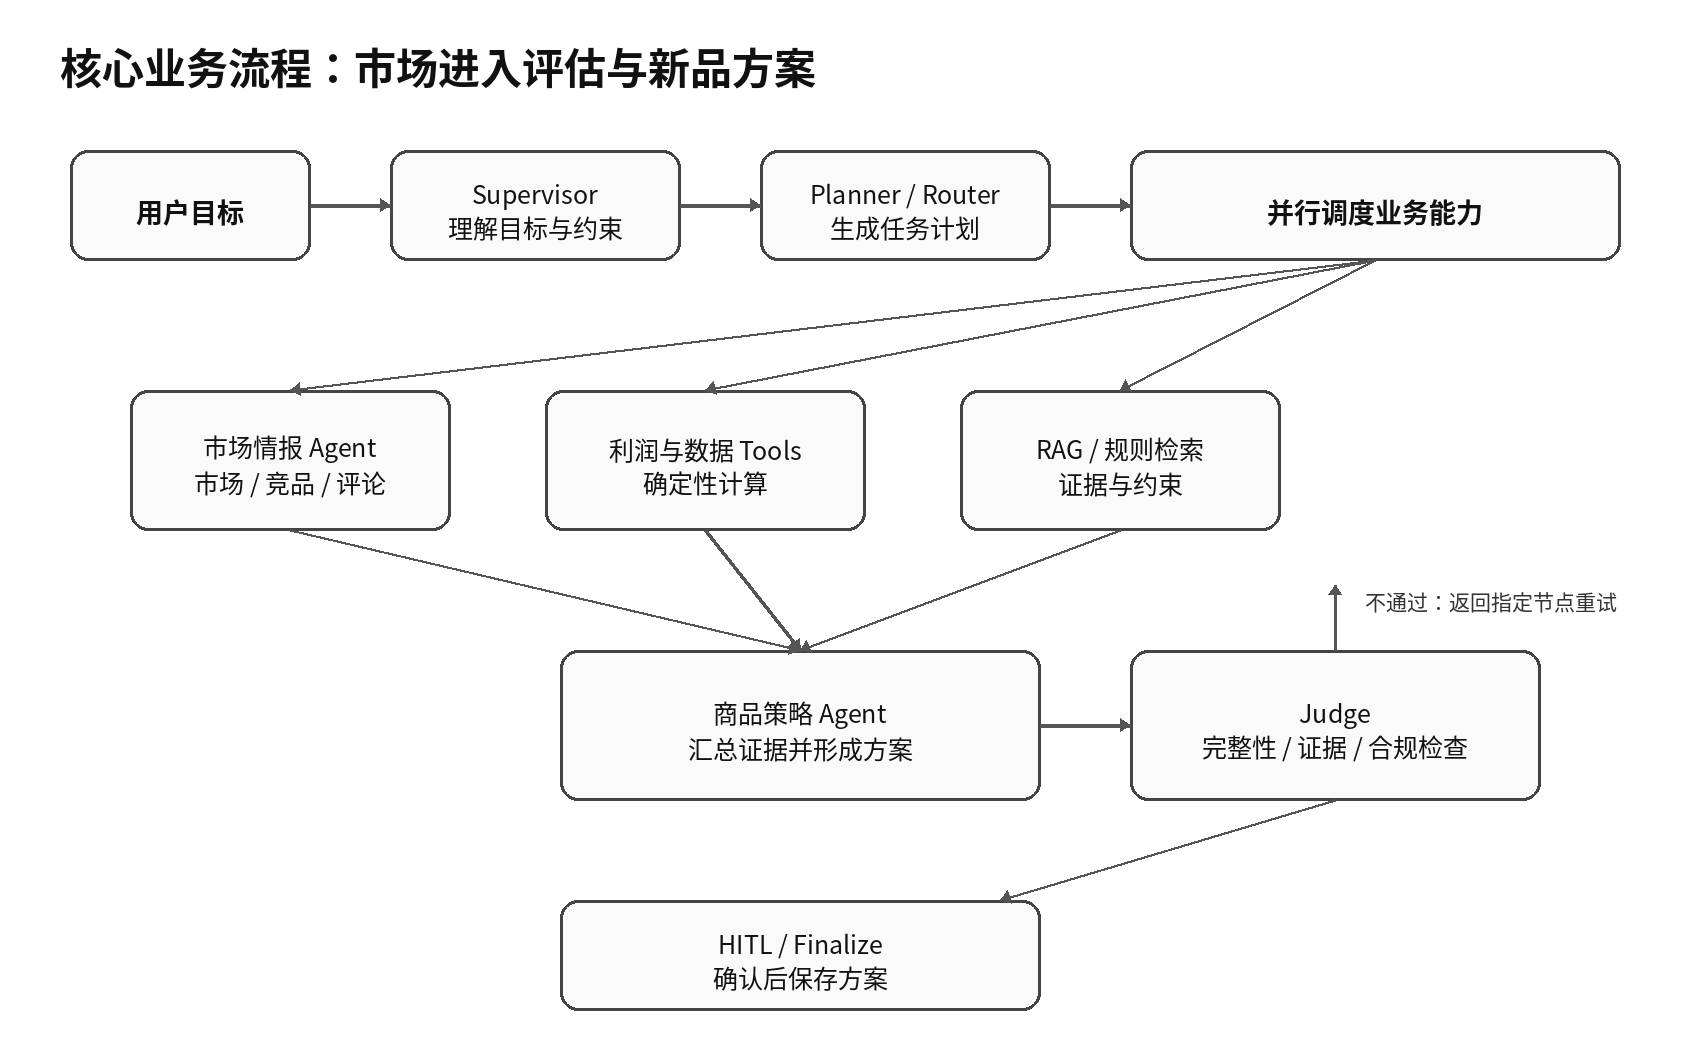 核心业务流程：市场进入评估与新品方案
用户目标
Supervisor
理解目标与约束
Planner / Router
生成任务计划
并行调度业务能力
市场情报 Agent
市场 / 竞品 / 评论
利润与数据 Tools
确定性计算
RAG / 规则检索
证据与约束
不通过：返回指定节点重试
商品策略 Agent
汇总证据并形成方案
Judge
完整性 / 证据 / 合规检查
HITL / Finalize
确认后保存方案